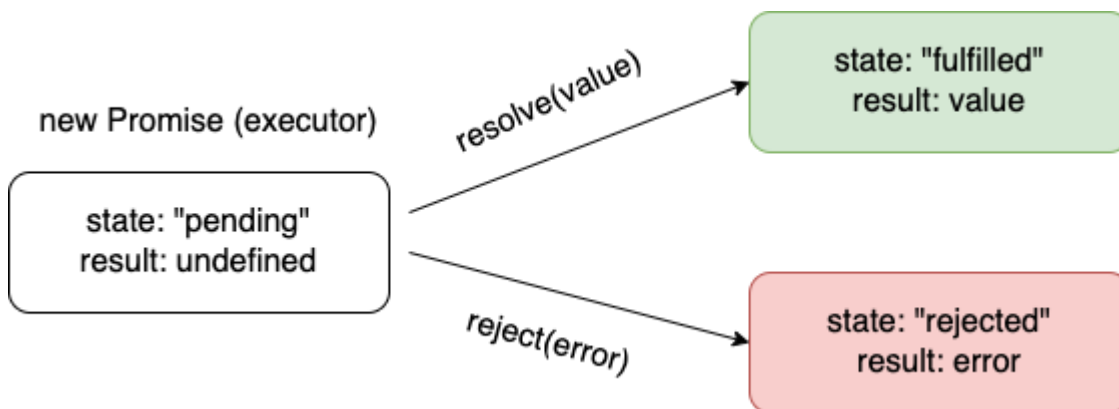 new Promise (executor)
state: "pending"
result: undefined
resolve(value)
reject(error)
state: "fulfilled"
result: value
state: "rejected"
result: error